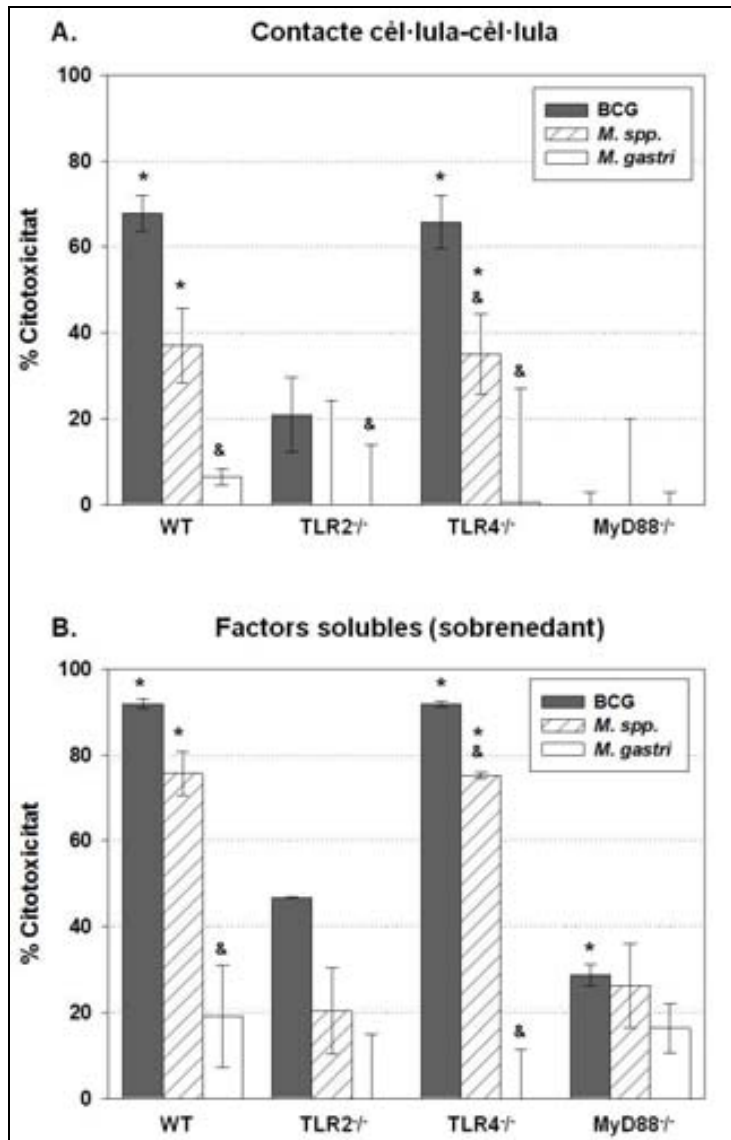 A. Contacte cèl·lula-cèl·lula
100
80
60
40
20
0
% Citotoxicitat
BCG
M. spp.
M. gastri
*
*
&
&
*
*
&
&
WT
TLR2-/-
TLR4-/-
MyD88-/-
B. Factors solubles (sobrenedant)
100
80
60
40
20
0
% Citotoxicitat
BCG
M. spp.
M. gastri
*
*
&
*
*
&
&
*
WT
TLR2-/-
TLR4-/-
MyD88-/-